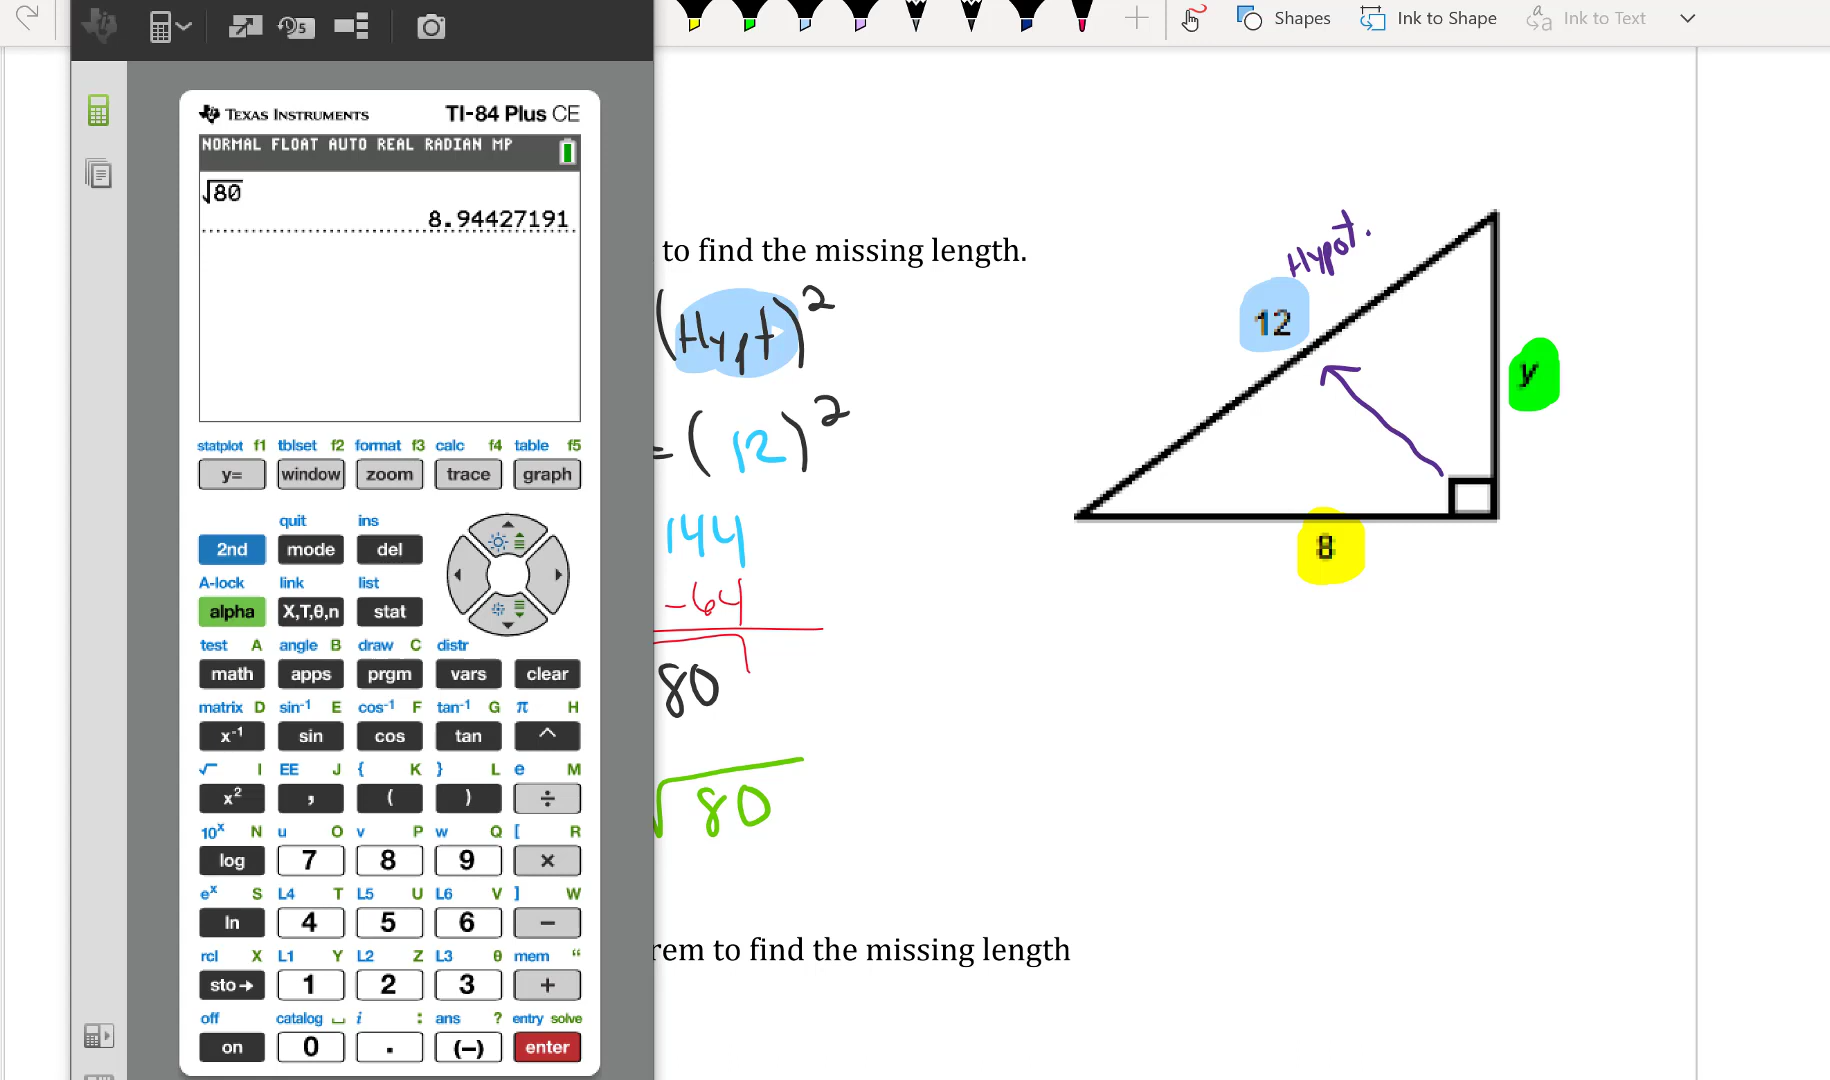 Shapes Ink to Shape Ink to Text
5
TEXAS INSTRUMENTS TI-84 Plus CE
NORMAL FLOAT AUTO REAL RADIAN MP
√80
8.94427191
statplot f1 tblset f2 format f3 calc f4 table f5
y= window zoom trace graph
quit ins
2nd mode del
A-lock link list
alpha X,T,θ,n stat
test A angle B draw C distr
math apps prgm vars clear
matrix D sin⁻¹ E cos⁻¹ F tan⁻¹ G π H
x⁻¹ sin cos tan ^
√ I EE J { K } L e M
x² , ( ) ÷
10ˣ N u O v P w Q [ R
log 7 8 9 ×
eˣ S L4 T L5 U L6 V ] W
ln 4 5 6 −
rcl X L1 Y L2 Z L3 θ mem “
sto→ 1 2 3 +
off catalog ⎵ i : ans ? entry solve
on 0 . (−) enter
to find the missing length.
(Hypt)²
= (12)²
144
-64
80
√80
Hypot.
12
y
8
rem to find the missing length